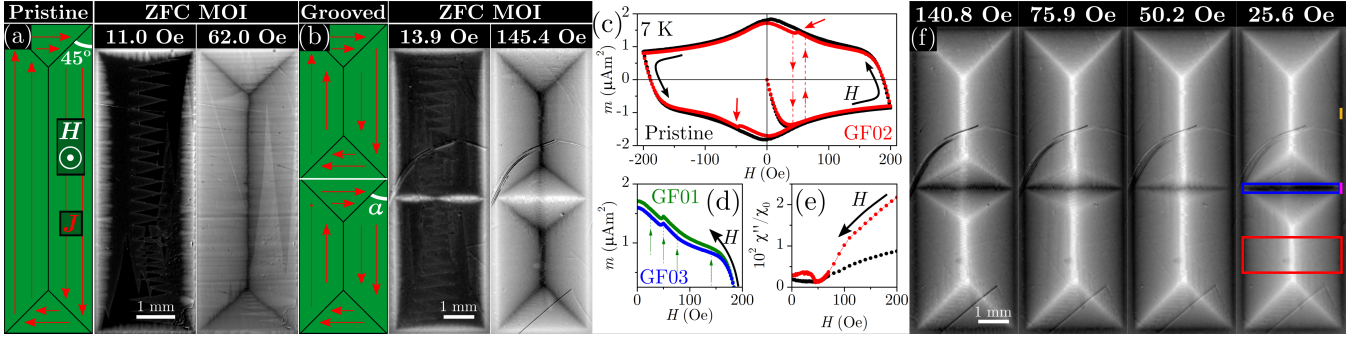 Pristine
ZFC MOI
Grooved
ZFC MOI
(a)
11.0 Oe
62.0 Oe
(b)
13.9 Oe
145.4 Oe
45°
H
J
1 mm
α
1 mm
(c)
7 K
m (μAm²)
2
1
0
-1
-2
H
Pristine
GF02
-200
-100
0
100
200
H (Oe)
(d)
m (μAm²)
2
1
GF01
GF03
H
0
100
200
H (Oe)
(e)
10² χ''/χ₀
2
1
0
H
0
100
200
H (Oe)
(f)
140.8 Oe
75.9 Oe
50.2 Oe
25.6 Oe
1 mm